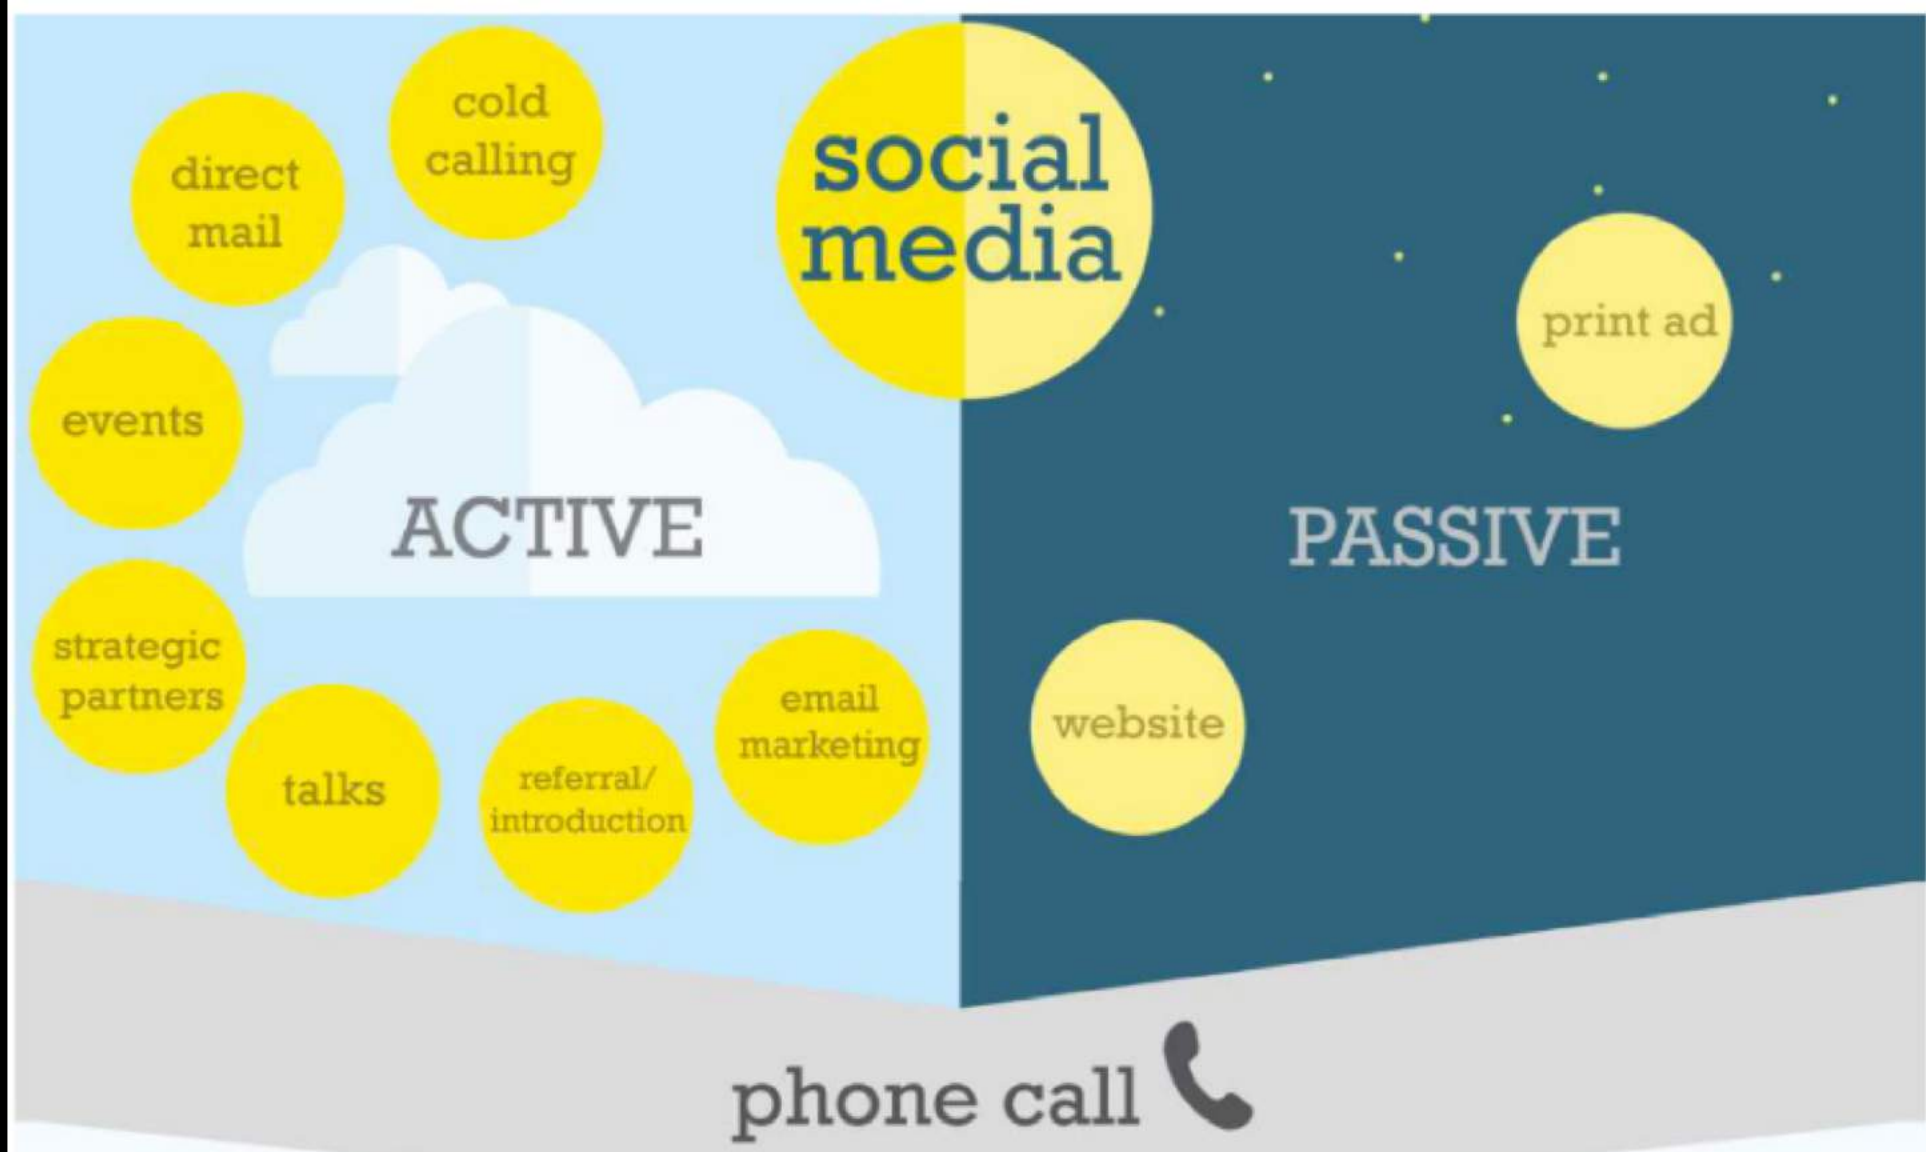 cold
calling
direct
mail
social
media
print ad
events
ACTIVE
PASSIVE
strategic
partners
email
marketing
website
talks
referral/
introduction
phone call